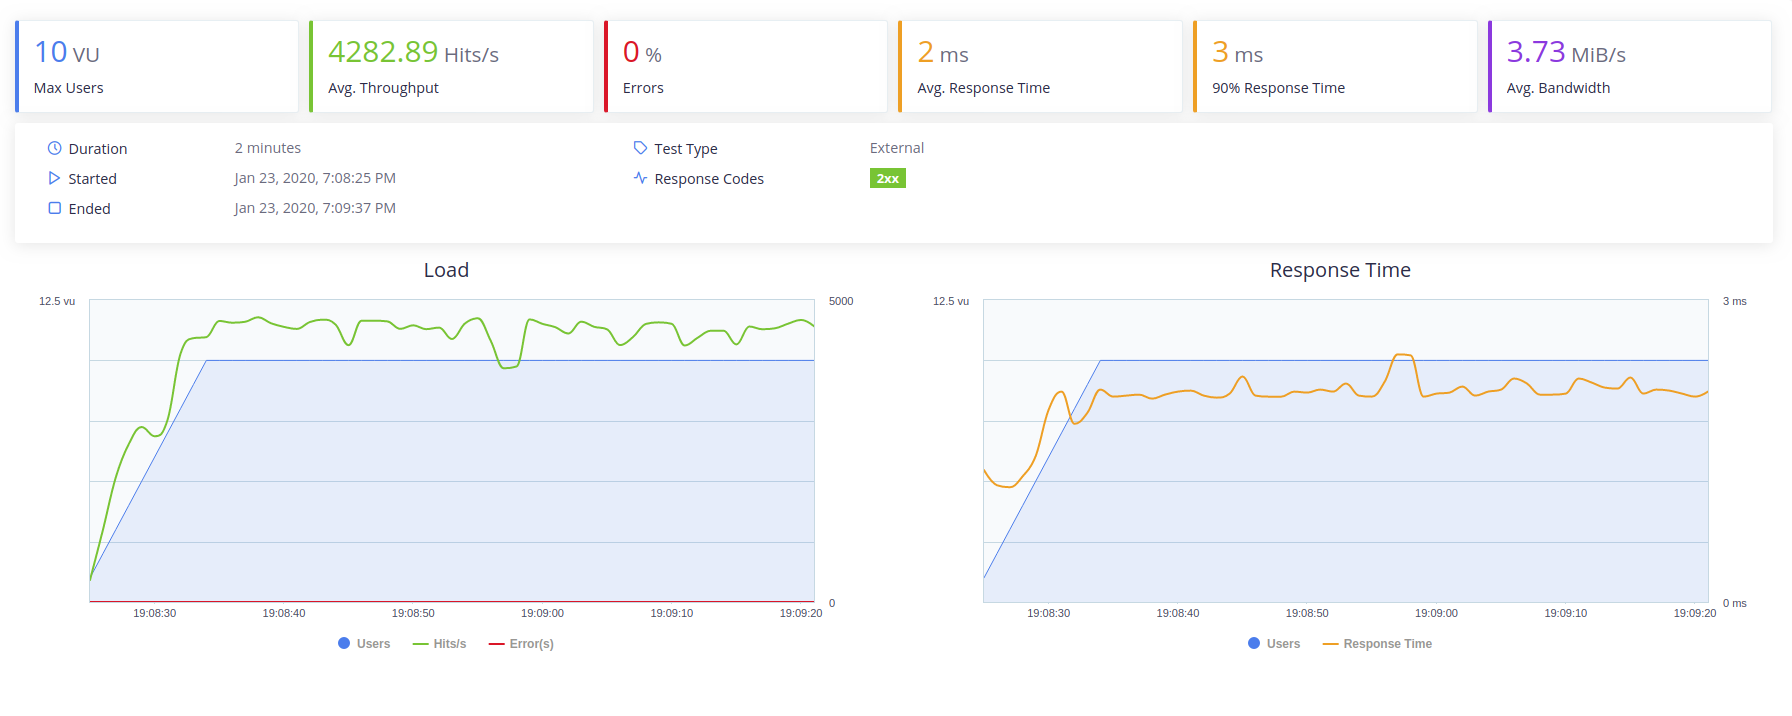 10 VU
Max Users
4282.89 Hits/s
Avg. Throughput
0 %
Errors
2 ms
Avg. Response Time
3 ms
90% Response Time
3.73 MiB/s
Avg. Bandwidth
Duration 2 minutes
Started Jan 23, 2020, 7:08:25 PM
Ended Jan 23, 2020, 7:09:37 PM
Test Type External
Response Codes 2xx
Load
12.5 vu 5000
0
19:08:30 19:08:40 19:08:50 19:09:00 19:09:10 19:09:20
Users Hits/s Error(s)
Response Time
12.5 vu 3 ms
0 ms
19:08:30 19:08:40 19:08:50 19:09:00 19:09:10 19:09:20
Users Response Time